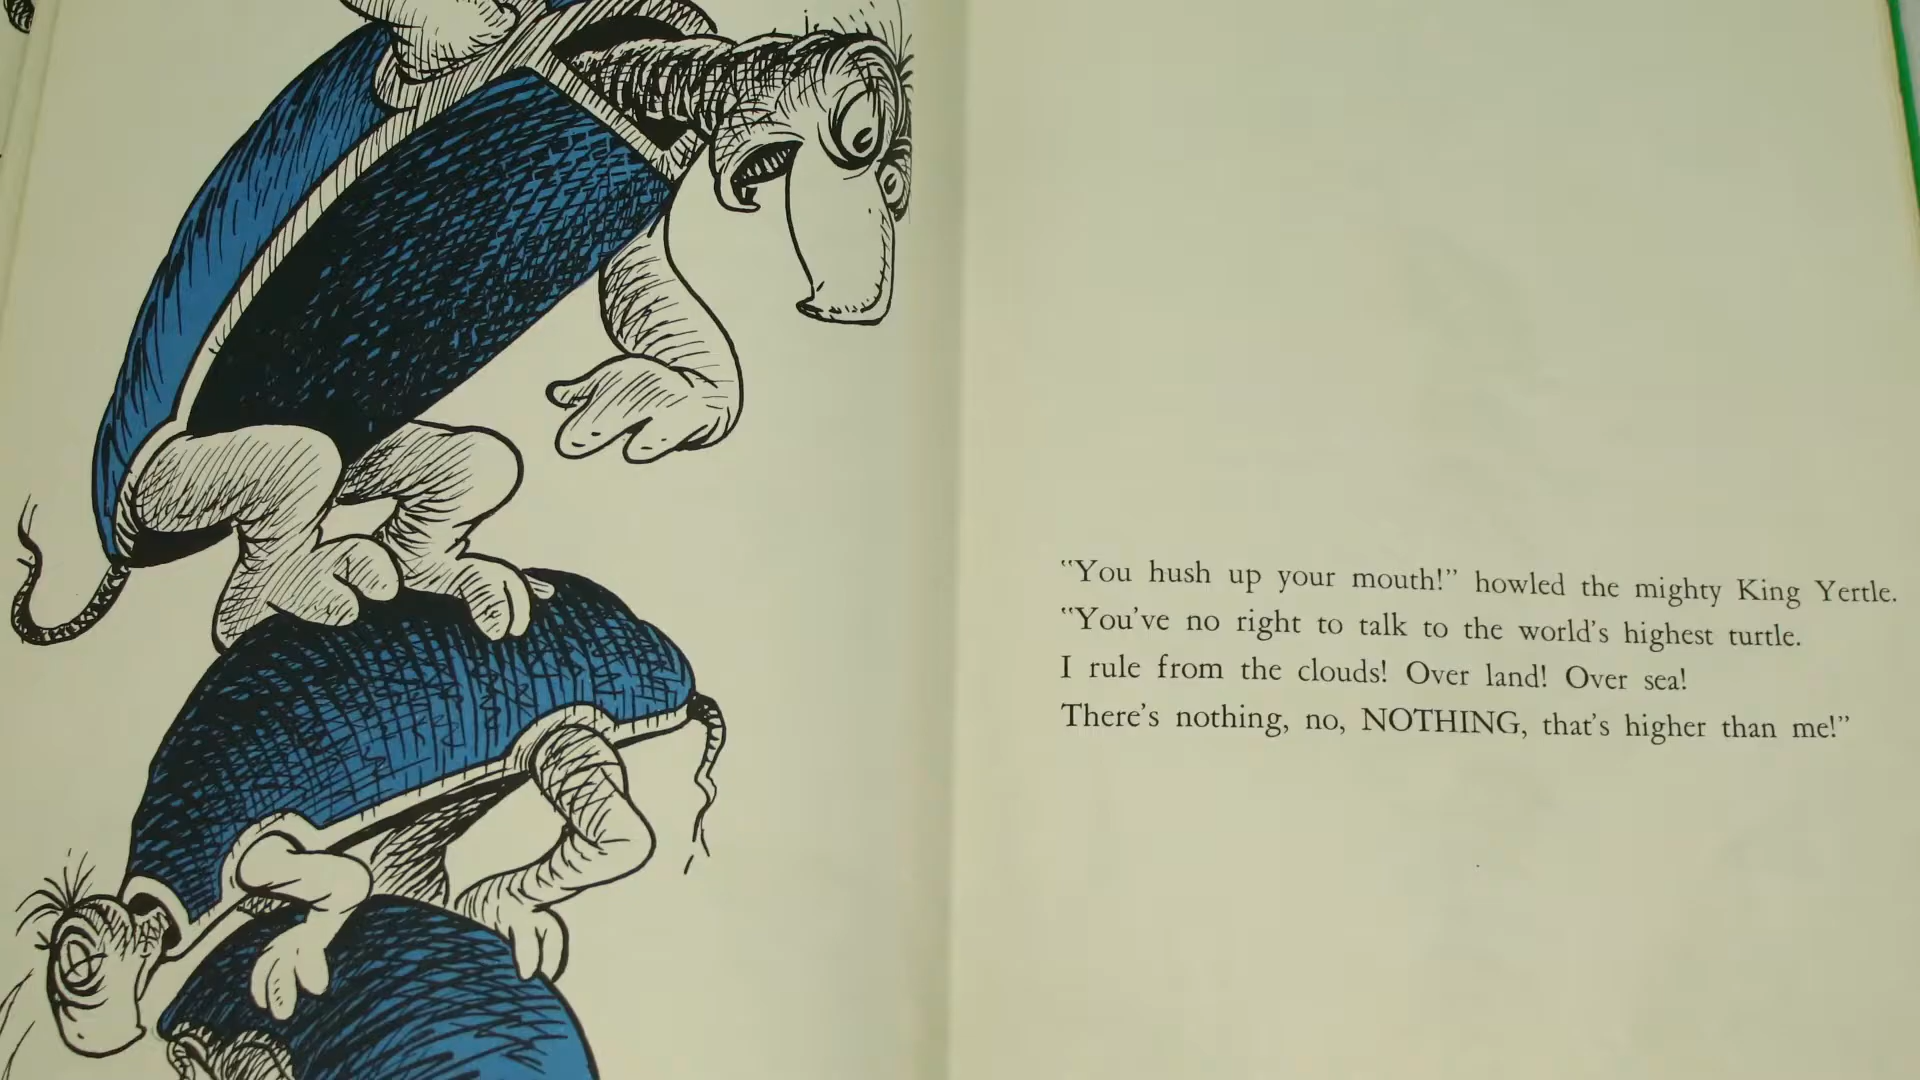 “You hush up your mouth!” howled the mighty King Yertle.
“You’ve no right to talk to the world’s highest turtle.
I rule from the clouds! Over land! Over sea!
There’s nothing, no, NOTHING, that’s higher than me!”